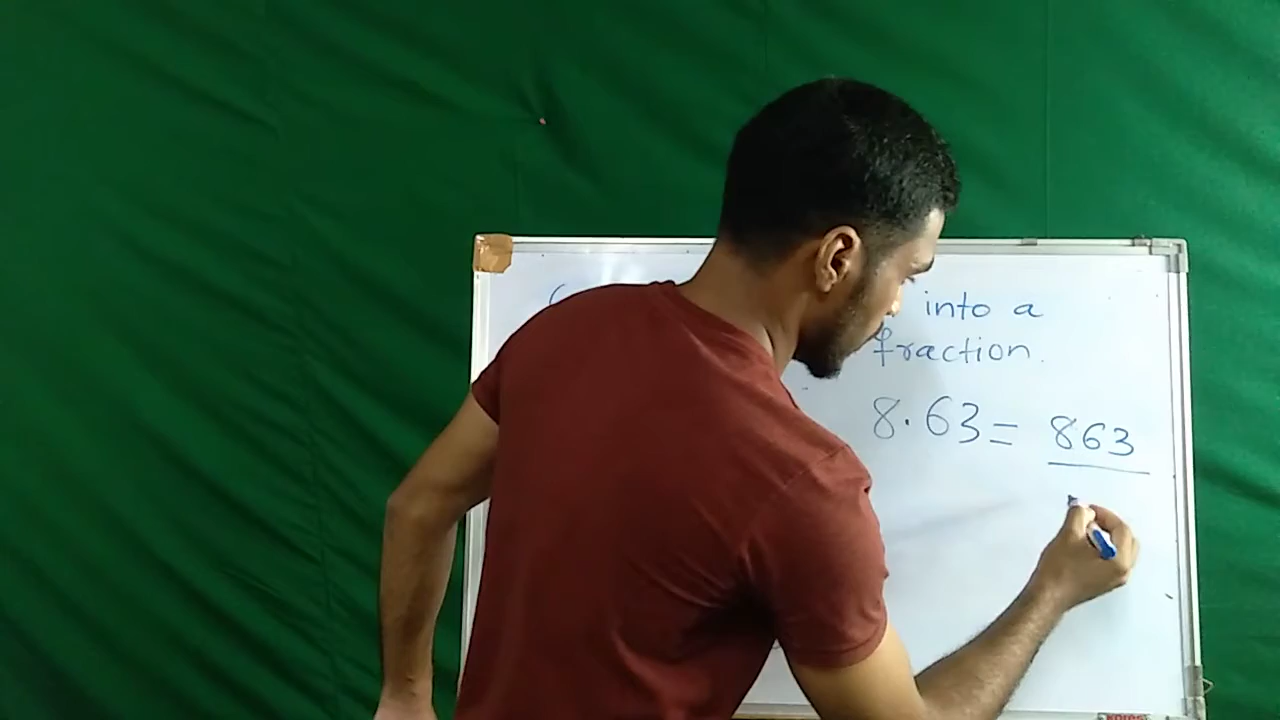 into a
fraction.
8.63 = 863